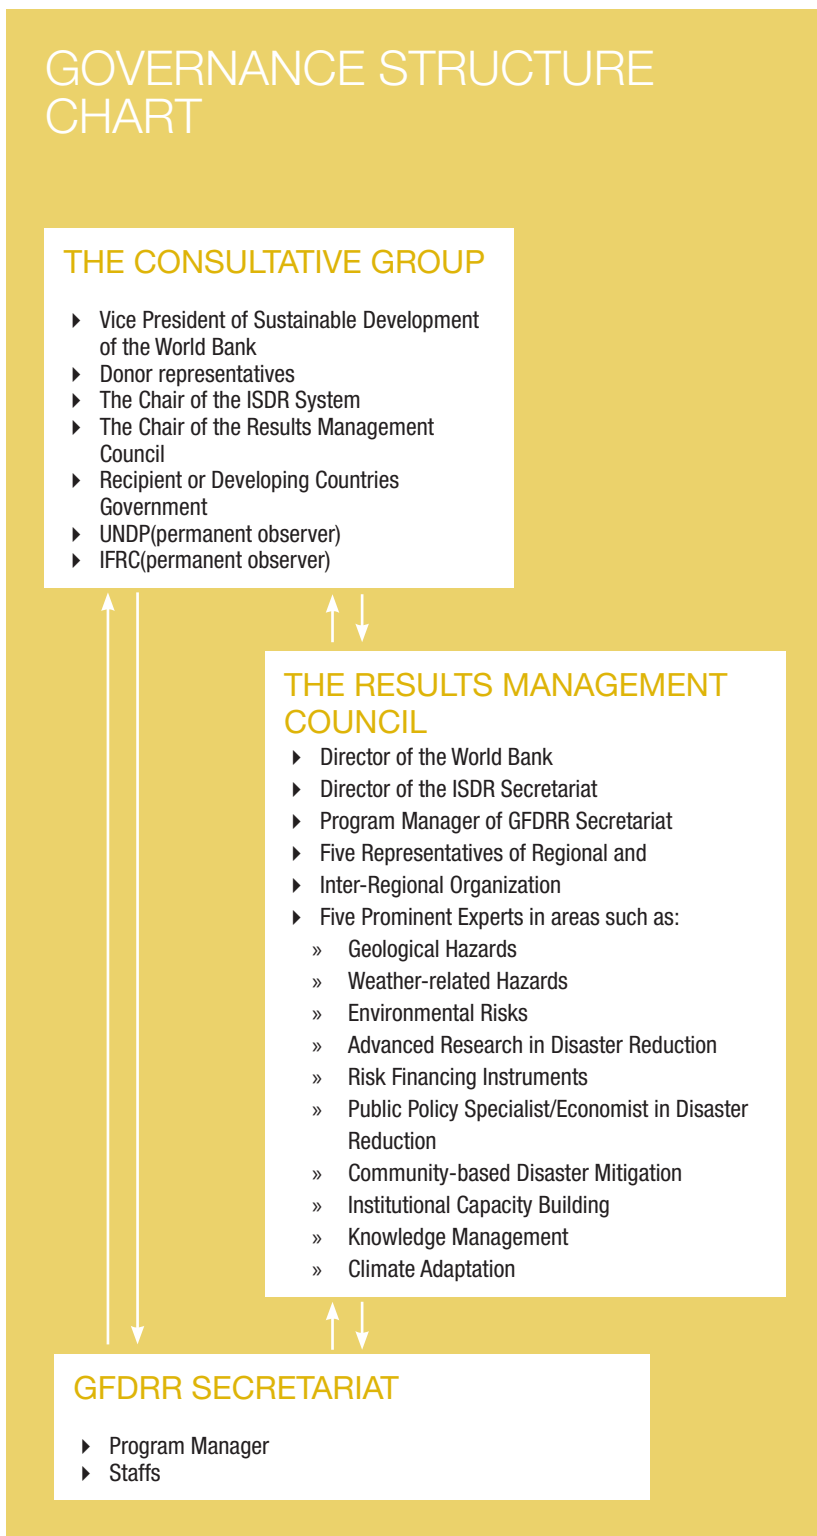 GOVERNANCE STRUCTURE
CHART
THE CONSULTATIVE GROUP
Vice President of Sustainable Development
of the World Bank
Donor representatives
The Chair of the ISDR System
The Chair of the Results Management
Council
Recipient or Developing Countries
Government
UNDP(permanent observer)
IFRC(permanent observer)
THE RESULTS MANAGEMENT
COUNCIL
Director of the World Bank
Director of the ISDR Secretariat
Program Manager of GFDRR Secretariat
Five Representatives of Regional and
Inter-Regional Organization
Five Prominent Experts in areas such as:
» Geological Hazards
» Weather-related Hazards
» Environmental Risks
» Advanced Research in Disaster Reduction
» Risk Financing Instruments
» Public Policy Specialist/Economist in Disaster
Reduction
» Community-based Disaster Mitigation
» Institutional Capacity Building
» Knowledge Management
» Climate Adaptation
GFDRR SECRETARIAT
Program Manager
Staffs